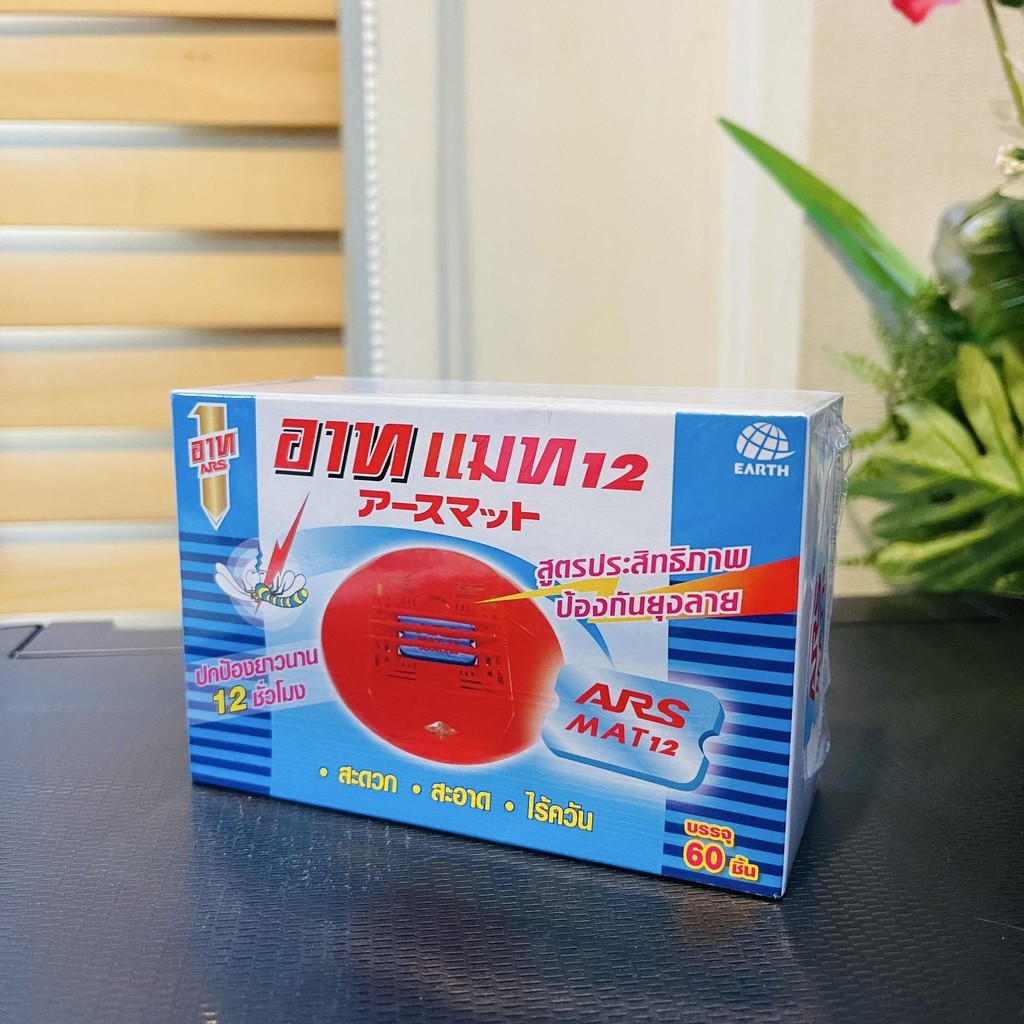 อาท
ARS
อาท แมท 12
アースマット
EARTH
สูตรประสิทธิภาพ
ป้องกันยุงลาย
ปกป้องยาวนาน
12 ชั่วโมง
ARS
MAT 12
• สะดวก • สะอาด • ไร้ควัน
บรรจุ
60 ชิ้น